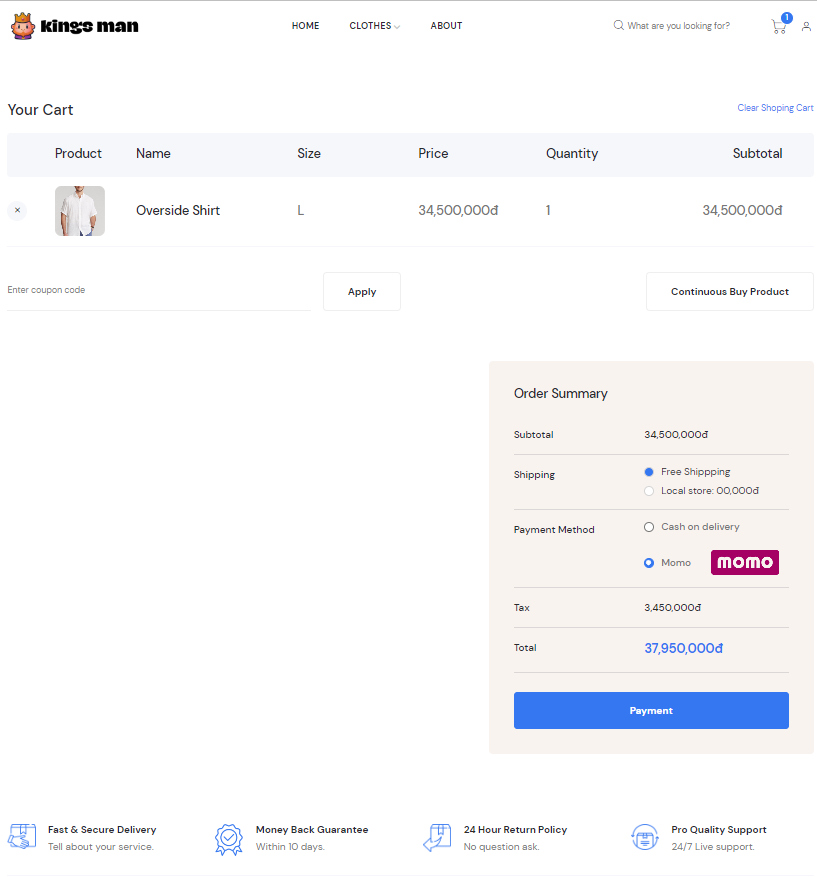 kings man
HOME
CLOTHES
ABOUT
What are you looking for?
1
Your Cart
Clear Shoping Cart
Product Name Size Price Quantity Subtotal
Overside Shirt L 34,500,000đ 1 34,500,000đ
Enter coupon code
Apply
Continuous Buy Product
Order Summary
Subtotal 34,500,000đ
Shipping
Free Shippping
Local store: 00,000đ
Payment Method
Cash on delivery
Momo
momo
Tax 3,450,000đ
Total 37,950,000đ
Payment
Fast & Secure Delivery
Tell about your service.
Money Back Guarantee
Within 10 days.
24 Hour Return Policy
No question ask.
Pro Quality Support
24/7 Live support.